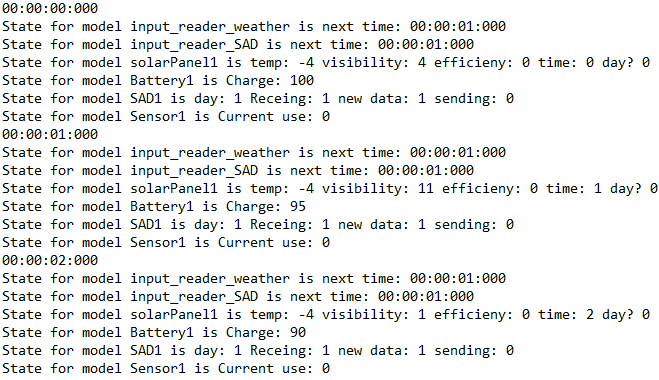 00:00:00:000
State for model input_reader_weather is next time: 00:00:01:000
State for model input_reader_SAD is next time: 00:00:01:000
State for model solarPanel1 is temp: -4 visibility: 4 efficieny: 0 time: 0 day? 0
State for model Battery1 is Charge: 100
State for model SAD1 is day: 1 Receing: 1 new data: 1 sending: 0
State for model Sensor1 is Current use: 0
00:00:01:000
State for model input_reader_weather is next time: 00:00:01:000
State for model input_reader_SAD is next time: 00:00:01:000
State for model solarPanel1 is temp: -4 visibility: 11 efficieny: 0 time: 1 day? 0
State for model Battery1 is Charge: 95
State for model SAD1 is day: 1 Receing: 1 new data: 1 sending: 0
State for model Sensor1 is Current use: 0
00:00:02:000
State for model input_reader_weather is next time: 00:00:01:000
State for model input_reader_SAD is next time: 00:00:01:000
State for model solarPanel1 is temp: -4 visibility: 1 efficieny: 0 time: 2 day? 0
State for model Battery1 is Charge: 90
State for model SAD1 is day: 1 Receing: 1 new data: 1 sending: 0
State for model Sensor1 is Current use: 0